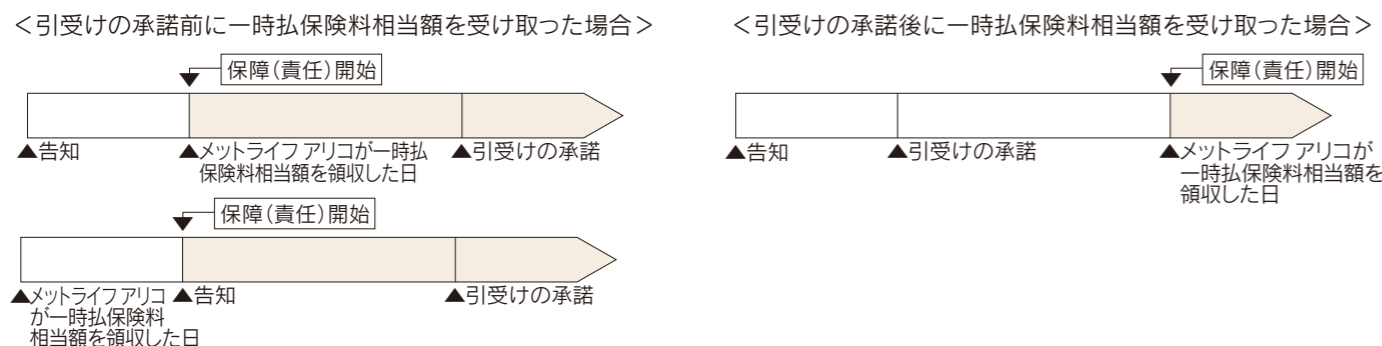 ＜引受けの承諾前に一時払保険料相当額を受け取った場合＞
保障（責任）開始
▲告知
▲メットライフ アリコが一時払
保険料相当額を領収した日
▲引受けの承諾
保障（責任）開始
▲メットライフ アリコ
が一時払保険料
相当額を領収した日
▲告知
▲引受けの承諾
＜引受けの承諾後に一時払保険料相当額を受け取った場合＞
保障（責任）開始
▲告知
▲引受けの承諾
▲メットライフ アリコが
一時払保険料相当額を
領収した日